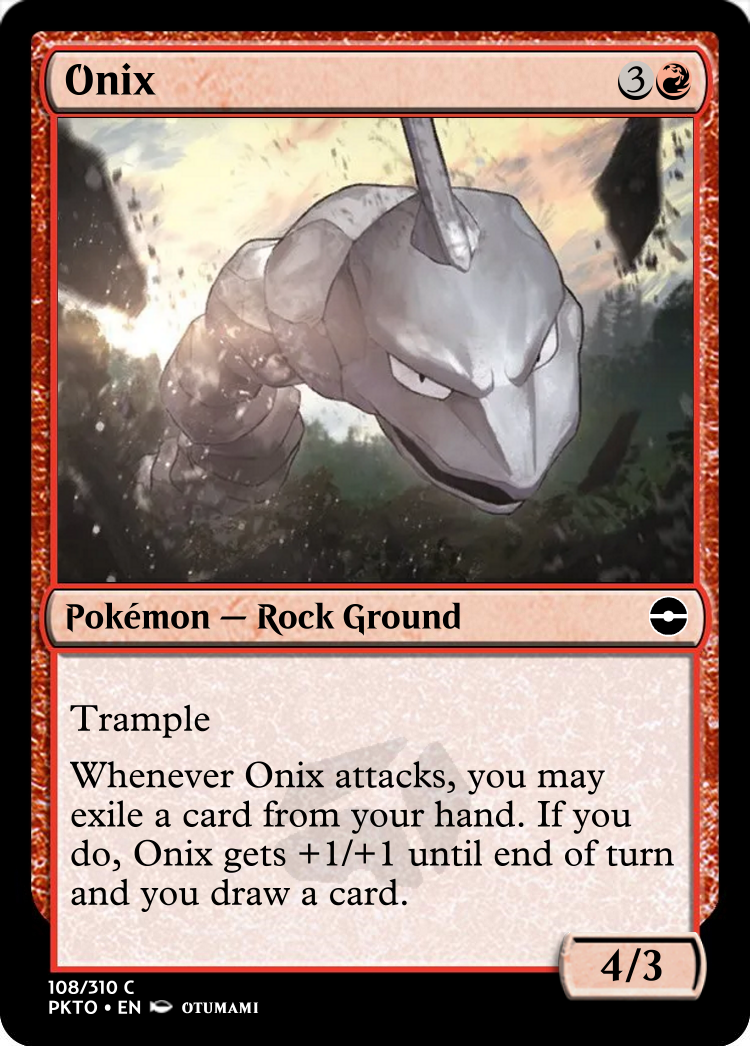 Onix 3
Pokémon — Rock Ground
Trample
Whenever Onix attacks, you may
exile a card from your hand. If you
do, Onix gets +1/+1 until end of turn
and you draw a card.
4/3
108/310 C
PKTO • EN OTUMAMI